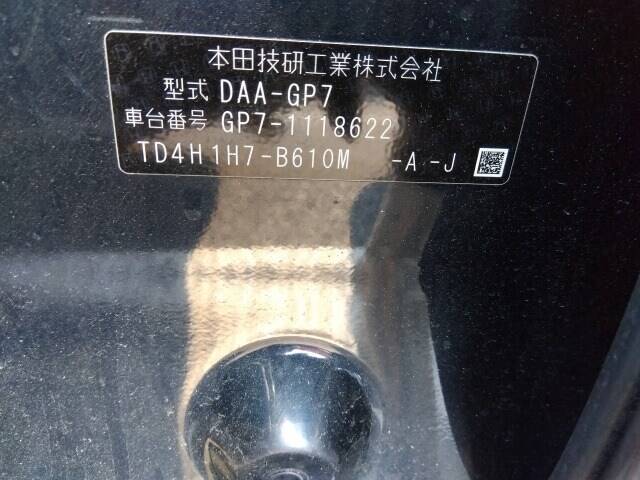 本田技研工業株式会社
型式 DAA-GP7
車台番号 GP7-1118622
TD4H1H7-B610M -A-J